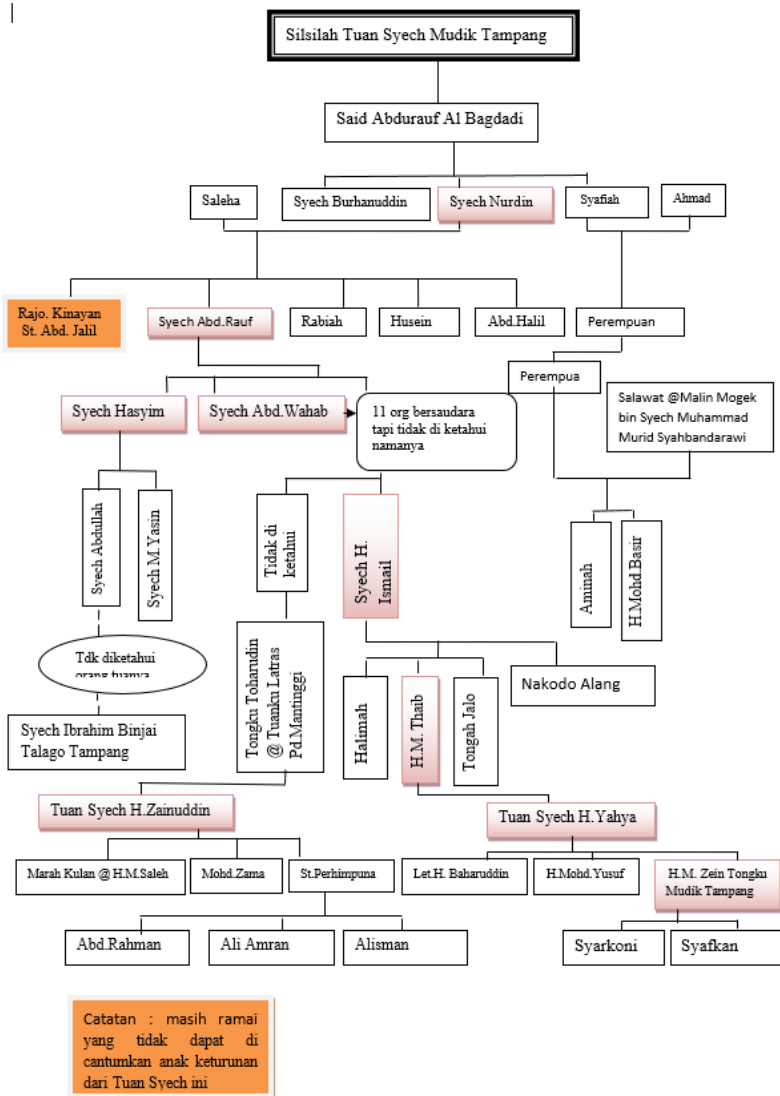 Silsilah Tuan Syech Mudik Tampang
Said Abdurauf Al Bagdadi
Saleha
Syech Burhanuddin
Syech Nurdin
Syafiah
Ahmad
Rajo. Kinayan
St. Abd. Jalil
Syech Abd.Rauf
Rabiah
Husein
Abd.Halil
Perempuan
Perempua
Syech Hasyim
Syech Abd.Wahab
11 org bersaudara
tapi tidak di ketahui
namanya
Salawat @Malin Mogek
bin Syech Muhammad
Murid Syahbandarawi
Syech Abdullah
Syech M.Yasin
Tidak di
ketahui
Syech H.
Ismail
Aminah
H.Mohd.Basir
Tdk diketahui
orang tuanya
Syech Ibrahim Binjai
Talago Tampang
Tongku Toharudin
@ Tuanku Latras
Pd.Mantinggi
Halimah
H.M. Thaib
Tongah Jalo
Nakodo Alang
Tuan Syech H.Zainuddin
Tuan Syech H.Yahya
Marah Kulan @ H.M.Saleh
Mohd.Zama
St.Perhimpuna
Let.H. Baharuddin
H.Mohd.Yusuf
H.M. Zein Tongku
Mudik Tampang
Abd.Rahman
Ali Amran
Alisman
Syarkoni
Syafkan
Catatan : masih ramai
yang tidak dapat di
cantumkan anak keturunan
dari Tuan Syech ini